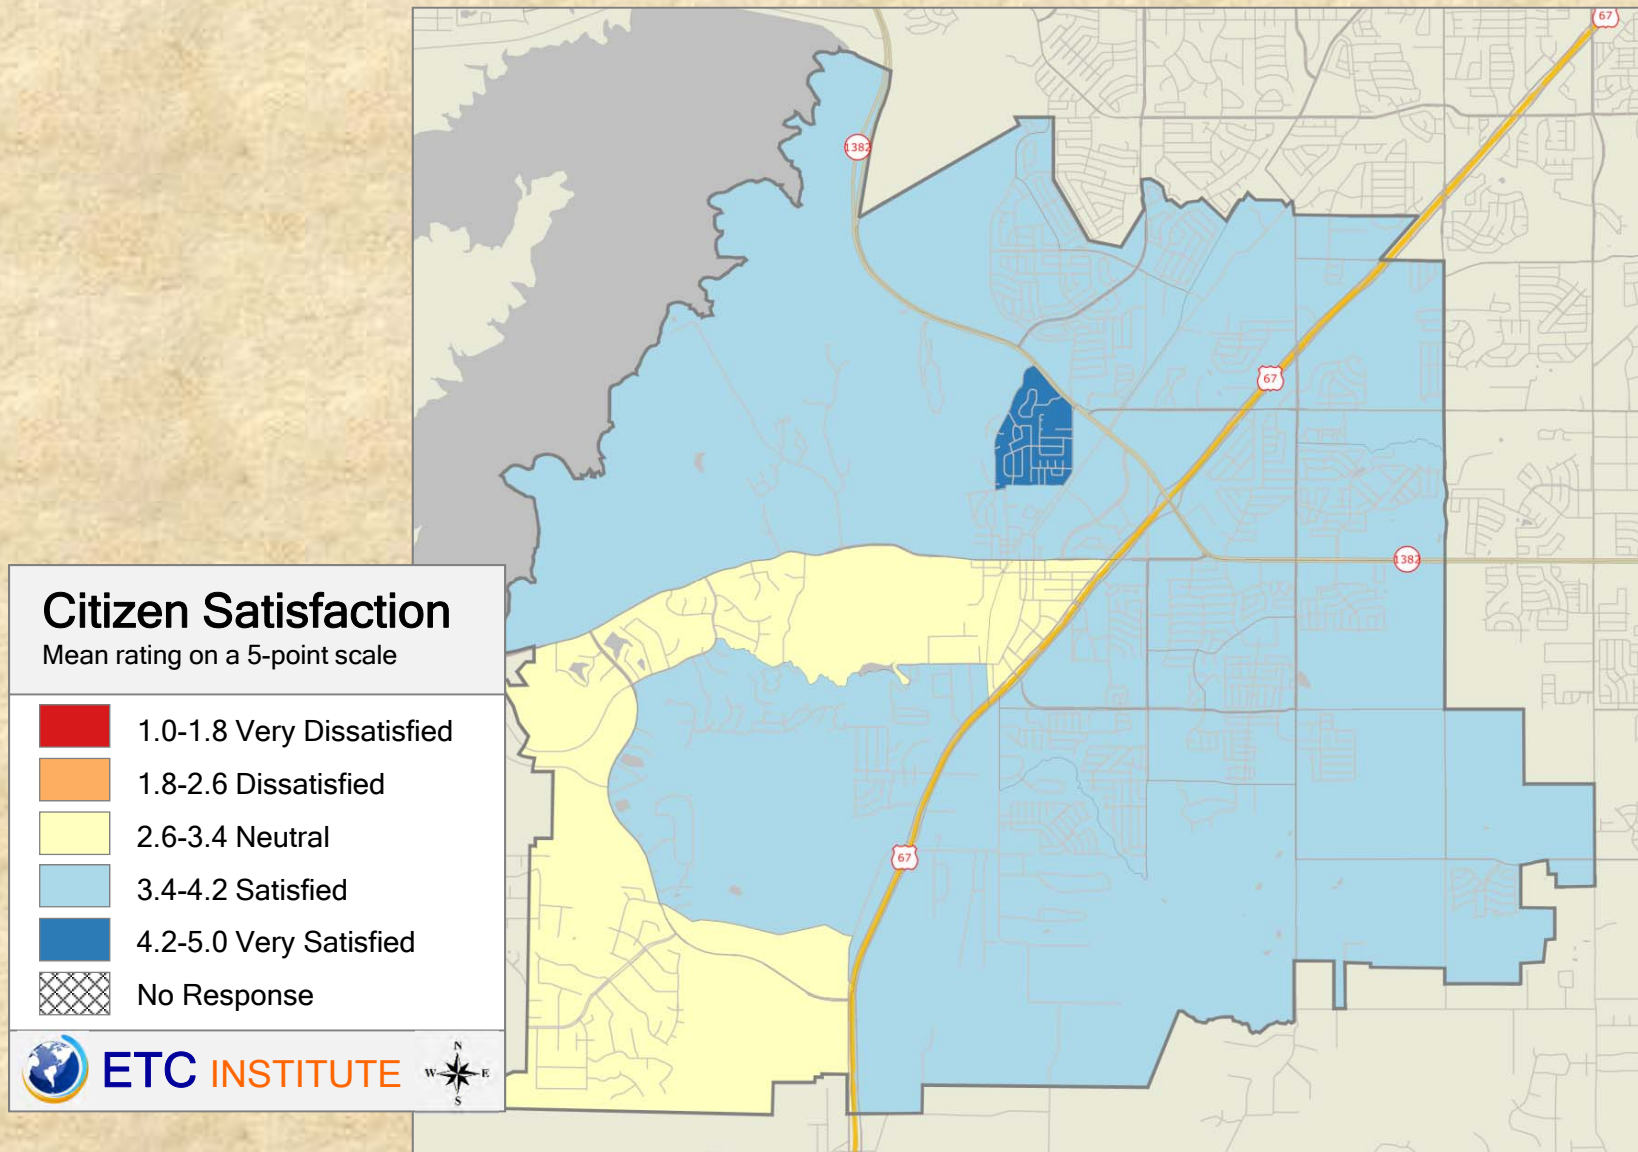 67
1382
67
1382
67
Citizen Satisfaction
Mean rating on a 5-point scale
1.0-1.8 Very Dissatisfied
1.8-2.6 Dissatisfied
2.6-3.4 Neutral
3.4-4.2 Satisfied
4.2-5.0 Very Satisfied
No Response
ETC INSTITUTE
N
W E
S